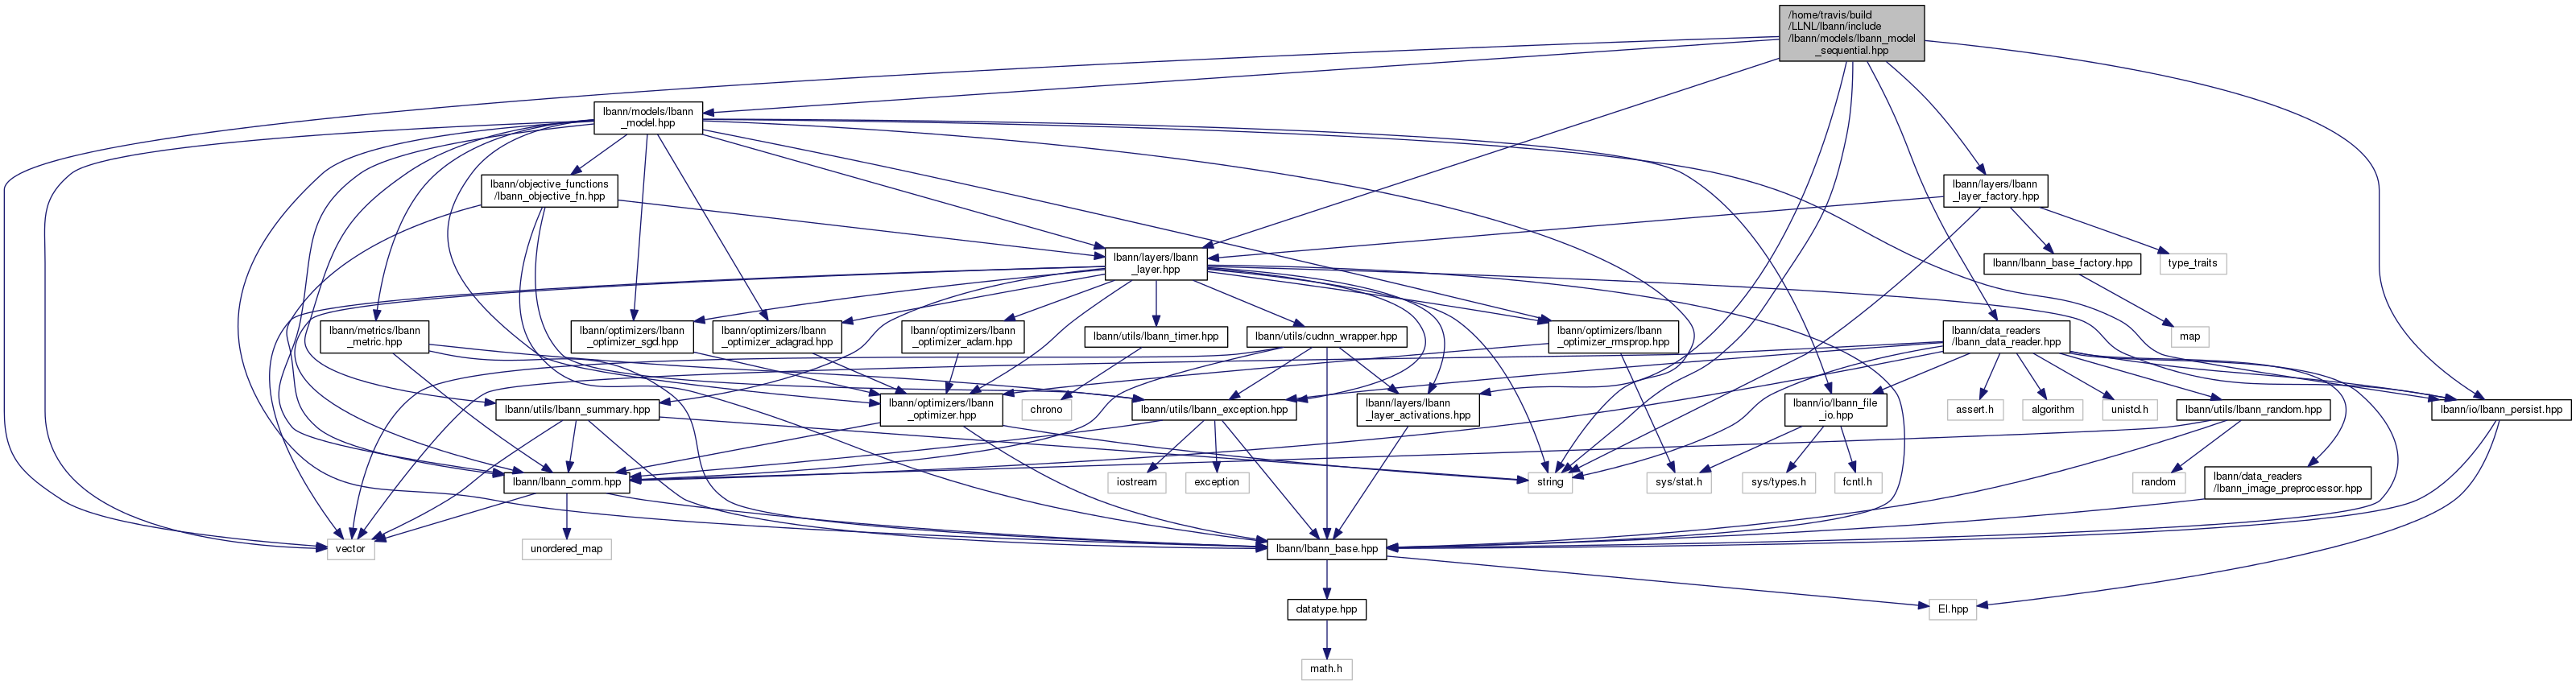 /home/travis/build
/LLNL/lbann/include
/lbann/models/lbann_model
_sequential.hpp
lbann/models/lbann
_model.hpp
lbann/objective_functions
/lbann_objective_fn.hpp
lbann/layers/lbann
_layer_factory.hpp
lbann/layers/lbann
_layer.hpp
lbann/lbann_base_factory.hpp
type_traits
lbann/metrics/lbann
_metric.hpp
lbann/optimizers/lbann
_optimizer_sgd.hpp
lbann/optimizers/lbann
_optimizer_adagrad.hpp
lbann/optimizers/lbann
_optimizer_adam.hpp
lbann/utils/lbann_timer.hpp
lbann/utils/cudnn_wrapper.hpp
lbann/optimizers/lbann
_optimizer_rmsprop.hpp
lbann/data_readers
/lbann_data_reader.hpp
map
lbann/utils/lbann_summary.hpp
lbann/optimizers/lbann
_optimizer.hpp
chrono
lbann/utils/lbann_exception.hpp
lbann/layers/lbann
_layer_activations.hpp
lbann/io/lbann_file
_io.hpp
assert.h
algorithm
unistd.h
lbann/utils/lbann_random.hpp
lbann/io/lbann_persist.hpp
lbann/lbann_comm.hpp
iostream
exception
string
sys/stat.h
sys/types.h
fcntl.h
random
lbann/data_readers
/lbann_image_preprocessor.hpp
vector
unordered_map
lbann/lbann_base.hpp
datatype.hpp
El.hpp
math.h